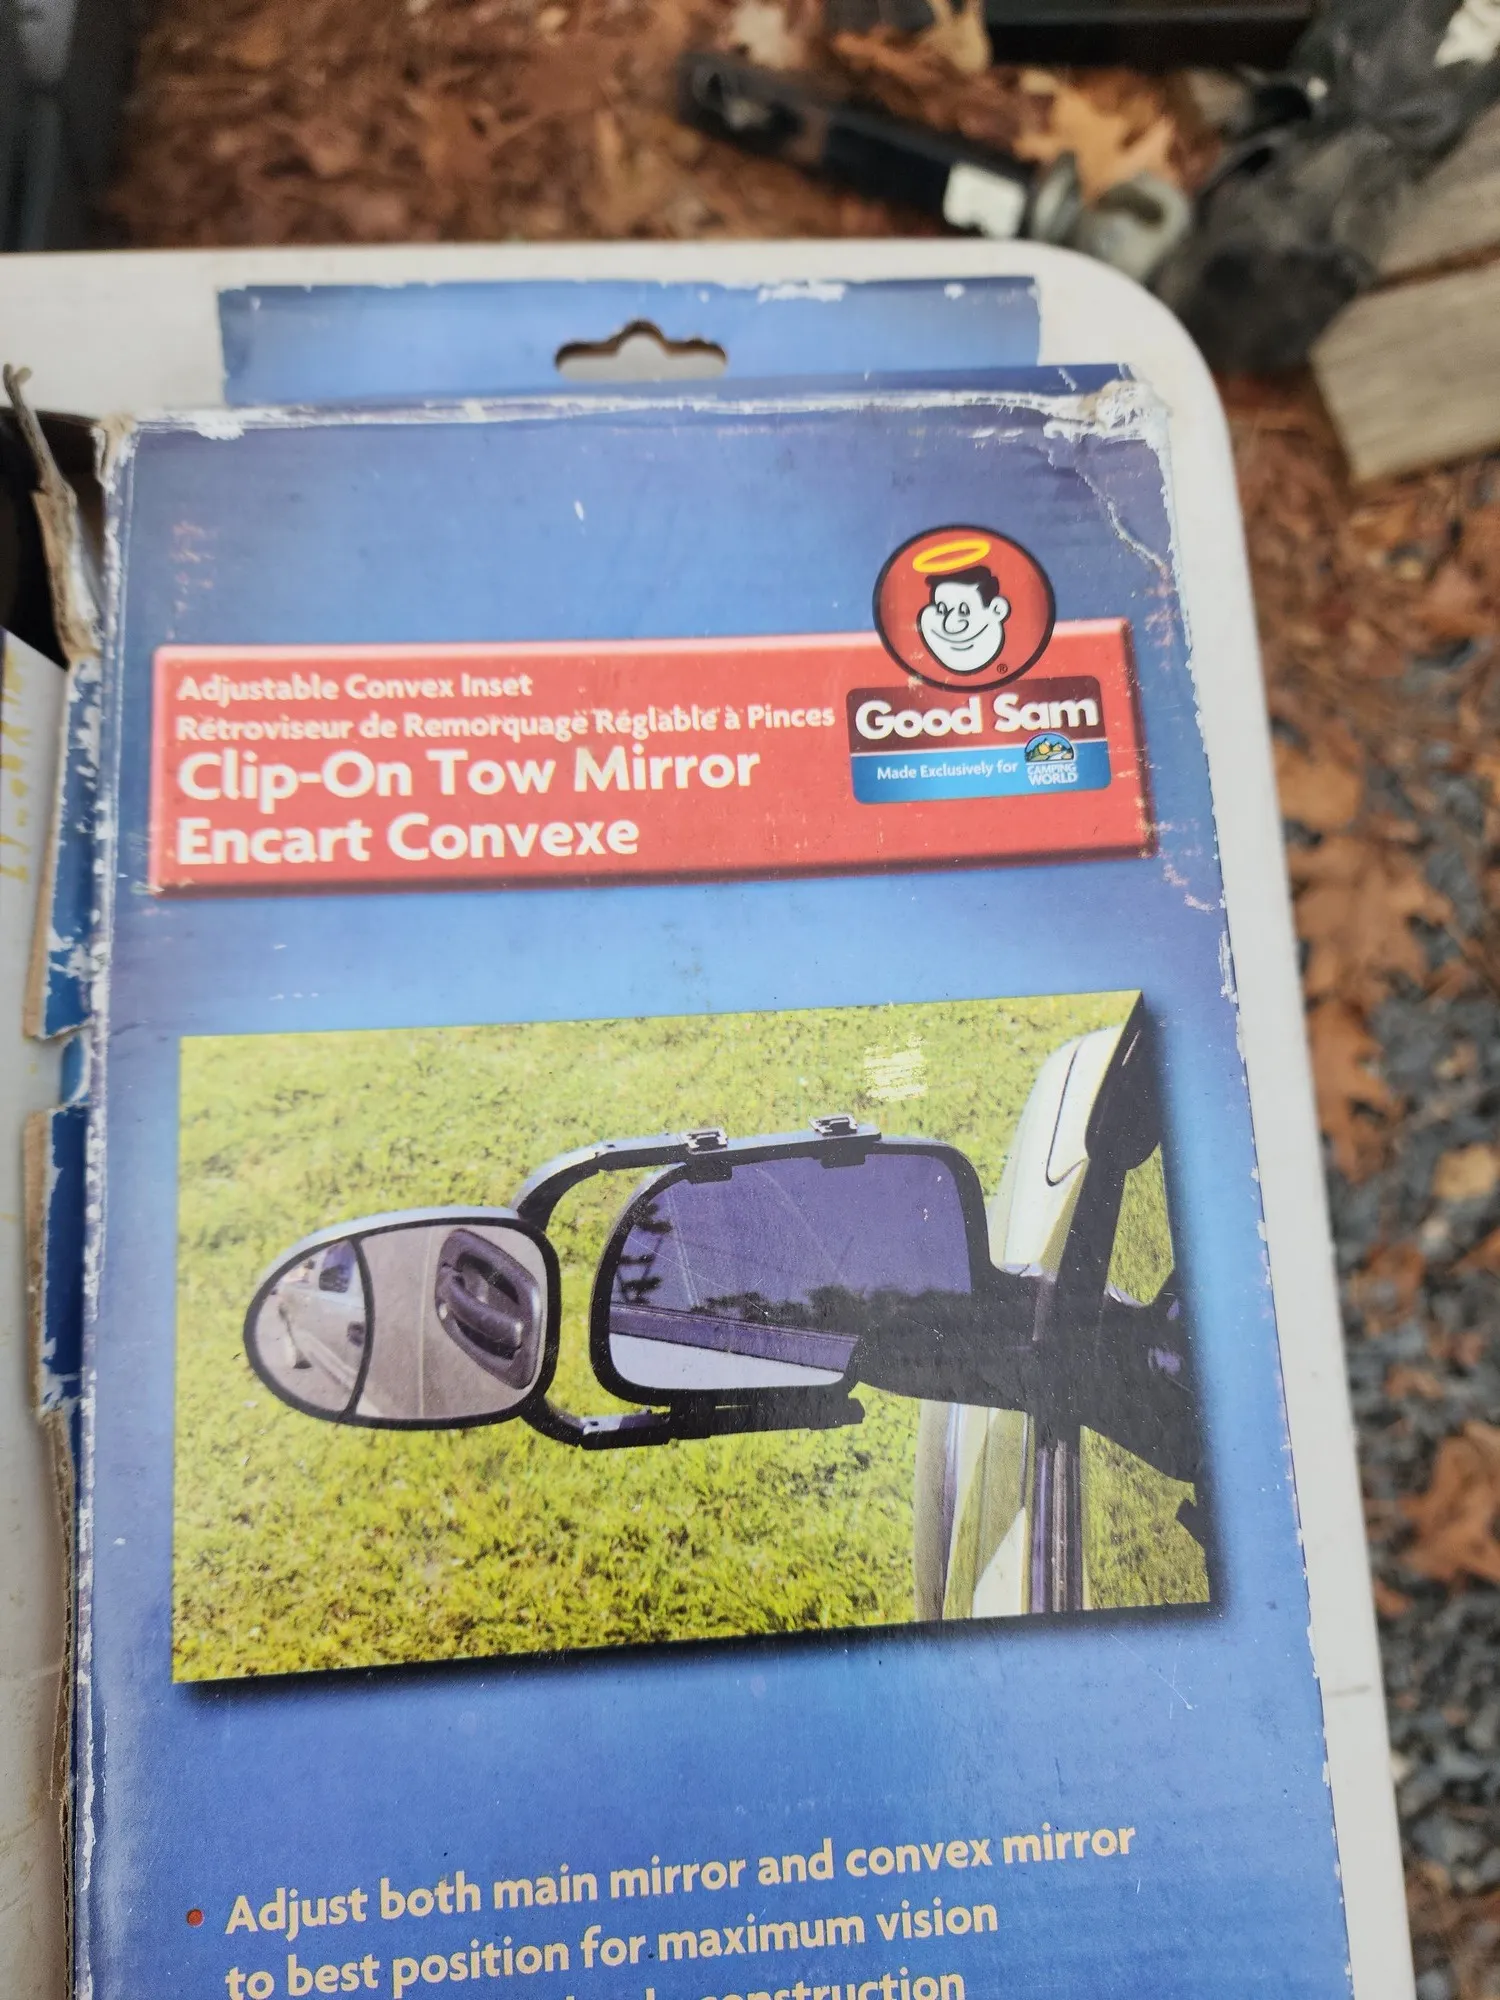 Adjustable Convex Inset
Rétroviseur de Remorquage Réglable à Pinces
Clip-On Tow Mirror
Encart Convexe
®
Good Sam
Made Exclusively for
CAMPING
WORLD
• Adjust both main mirror and convex mirror
to best position for maximum vision
construction